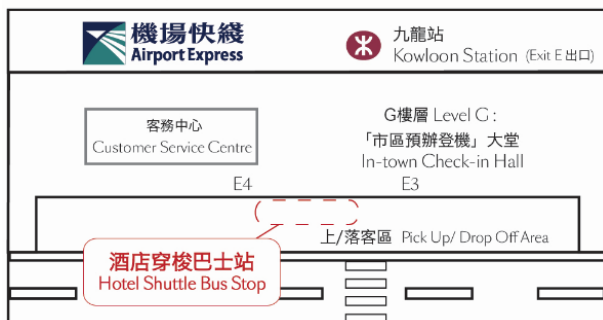 機場快綫
Airport Express
九龍站
Kowloon Station (Exit E 出口)
客務中心
Customer Service Centre
G樓層 Level G :
「市區預辦登機」大堂
In-town Check-in Hall
E4
E3
上/落客區 Pick Up/ Drop Off Area
酒店穿梭巴士站
Hotel Shuttle Bus Stop